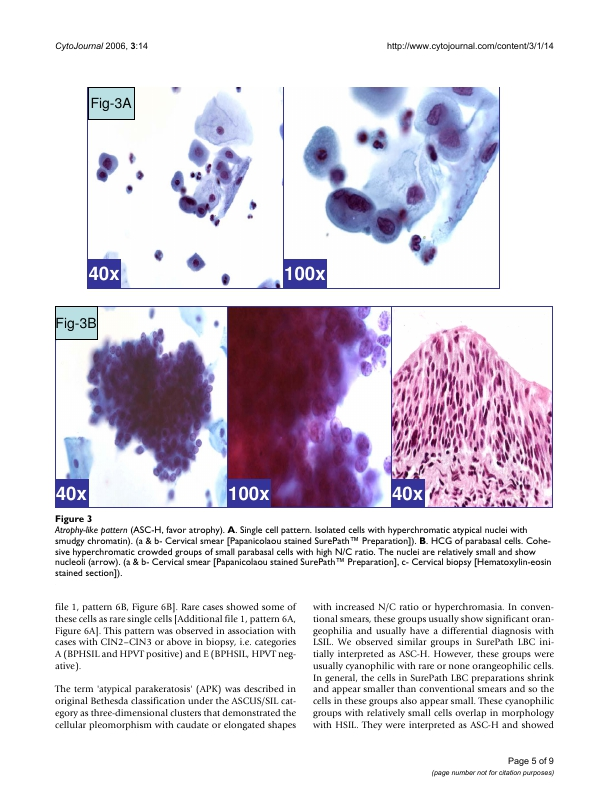 CytoJournal 2006, 3:14
http://www.cytojournal.com/content/3/1/14
Fig-3A
40x
100x
Fig-3B
40x
100x
40x
Figure 3
Atrophy-like pattern (ASC-H, favor atrophy). A. Single cell pattern. Isolated cells with hyperchromatic atypical nuclei with
smudgy chromatin). (a & b- Cervical smear [Papanicolaou stained SurePath™ Preparation]). B. HCG of parabasal cells. Cohe-
sive hyperchromatic crowded groups of small parabasal cells with high N/C ratio. The nuclei are relatively small and show
nucleoli (arrow). (a & b- Cervical smear [Papanicolaou stained SurePath™ Preparation], c- Cervical biopsy [Hematoxylin-eosin
stained section]).
file 1, pattern 6B, Figure 6B]. Rare cases showed some of
these cells as rare single cells [Additional file 1, pattern 6A,
Figure 6A]. This pattern was observed in association with
cases with CIN2–CIN3 or above in biopsy, i.e. categories
A (BPHSIL and HPVT positive) and E (BPHSIL, HPVT neg-
ative).
The term 'atypical parakeratosis' (APK) was described in
original Bethesda classification under the ASCUS/SIL cat-
egory as three-dimensional clusters that demonstrated the
cellular pleomorphism with caudate or elongated shapes
with increased N/C ratio or hyperchromasia. In conven-
tional smears, these groups usually show significant oran-
geophilia and usually have a differential diagnosis with
LSIL. We observed similar groups in SurePath LBC ini-
tially interpreted as ASC-H. However, these groups were
usually cyanophilic with rare or none orangeophilic cells.
In general, the cells in SurePath LBC preparations shrink
and appear smaller than conventional smears and so the
cells in these groups also appear small. These cyanophilic
groups with relatively small cells overlap in morphology
with HSIL. They were interpreted as ASC-H and showed
Page 5 of 9
(page number not for citation purposes)